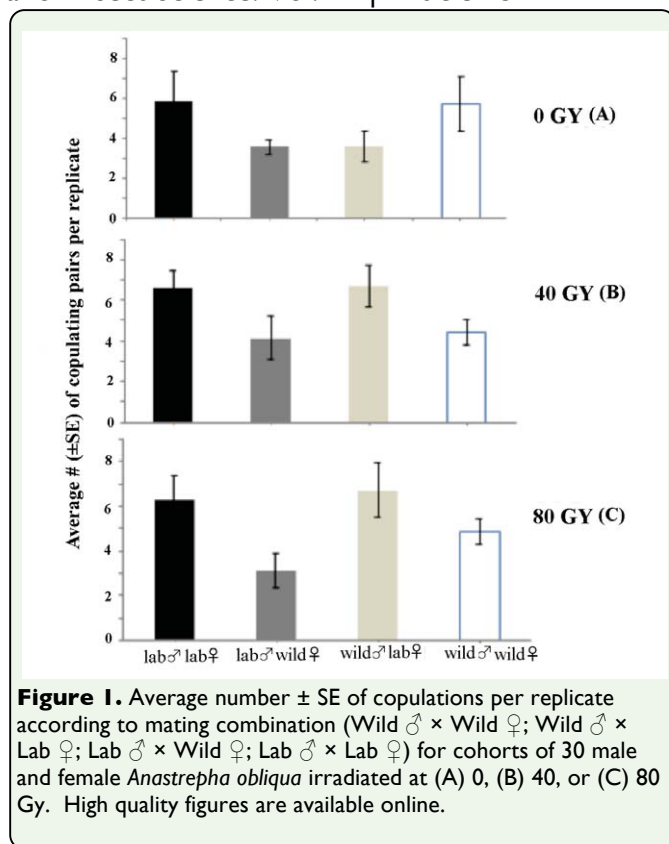 Average # (±SE) of copulating pairs per replicate
8
6
4
2
0
0 GY (A)
8
6
4
2
0
40 GY (B)
8
6
4
2
0
80 GY (C)
lab♂ lab♀ lab♂ wild♀ wild♂ lab♀ wild♂ wild♀
Figure 1. Average number ± SE of copulations per replicate
according to mating combination (Wild ♂ × Wild ♀; Wild ♂ ×
Lab ♀; Lab ♂ × Wild ♀; Lab ♂ × Lab ♀) for cohorts of 30 male
and female Anastrepha obliqua irradiated at (A) 0, (B) 40, or (C) 80
Gy. High quality figures are available online.